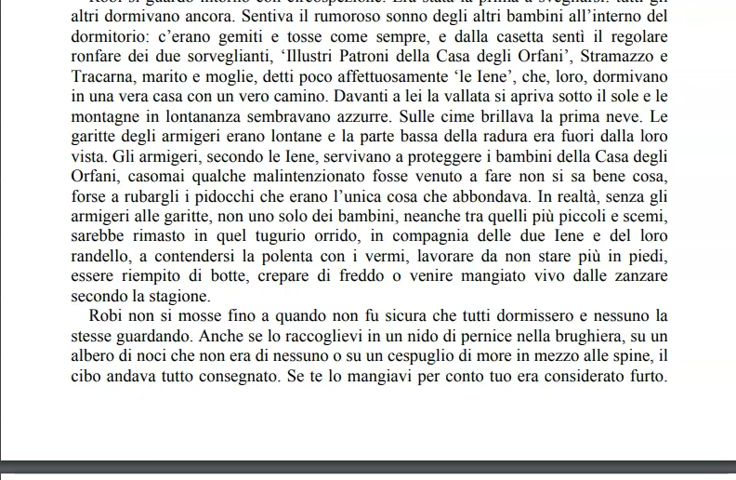 altri dormivano ancora. Sentiva il rumoroso sonno degli altri bambini all'interno del
dormitorio: c'erano gemiti e tosse come sempre, e dalla casetta sentì il regolare
ronfare dei due sorveglianti, 'Illustri Patroni della Casa degli Orfani', Stramazzo e
Tracarna, marito e moglie, detti poco affettuosamente 'le Iene', che, loro, dormivano
in una vera casa con un vero camino. Davanti a lei la vallata si apriva sotto il sole e le
montagne in lontananza sembravano azzurre. Sulle cime brillava la prima neve. Le
garitte degli armigeri erano lontane e la parte bassa della radura era fuori dalla loro
vista. Gli armigeri, secondo le Iene, servivano a proteggere i bambini della Casa degli
Orfani, casomai qualche malintenzionato fosse venuto a fare non si sa bene cosa,
forse a rubargli i pidocchi che erano l'unica cosa che abbondava. In realtà, senza gli
armigeri alle garitte, non uno solo dei bambini, neanche tra quelli più piccoli e scemi,
sarebbe rimasto in quel tugurio orrido, in compagnia delle due Iene e del loro
randello, a contendersi la polenta con i vermi, lavorare da non stare più in piedi,
essere riempito di botte, crepare di freddo o venire mangiato vivo dalle zanzare
secondo la stagione.
Robi non si mosse fino a quando non fu sicura che tutti dormissero e nessuno la
stesse guardando. Anche se lo raccoglievi in un nido di pernice nella brughiera, su un
albero di noci che non era di nessuno o su un cespuglio di more in mezzo alle spine, il
cibo andava tutto consegnato. Se te lo mangiavi per conto tuo era considerato furto.